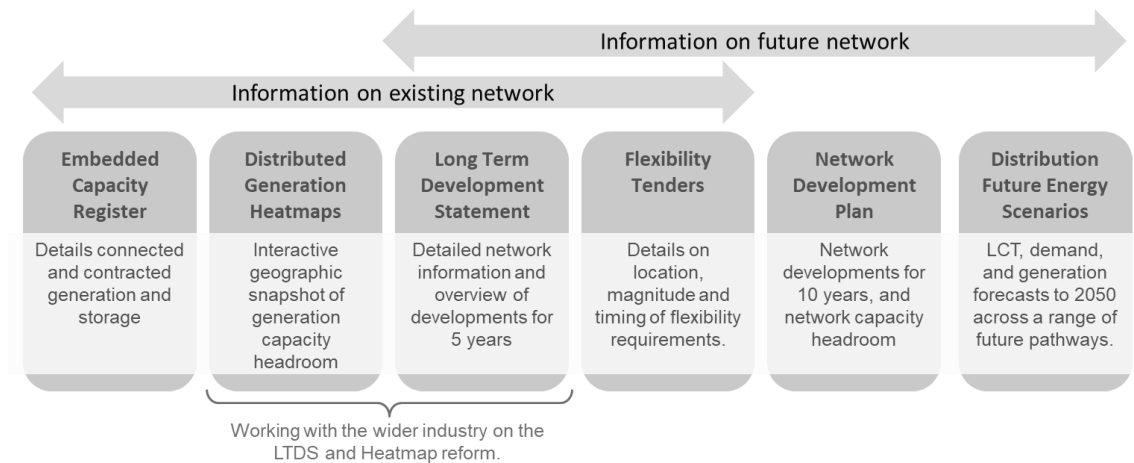 Information on future network
Information on existing network
Embedded
Capacity
Register
Details connected
and contracted
generation and
storage
Distributed
Generation
Heatmaps
Interactive
geographic
snapshot of
generation
capacity
headroom
Long Term
Development
Statement
Detailed network
information and
overview of
developments for
5 years
Flexibility
Tenders
Details on
location,
magnitude and
timing of flexibility
requirements.
Network
Development
Plan
Network
developments for
10 years, and
network capacity
headroom
Distribution
Future Energy
Scenarios
LCT, demand,
and generation
forecasts to 2050
across a range of
future pathways.
Working with the wider industry on the
LTDS and Heatmap reform.